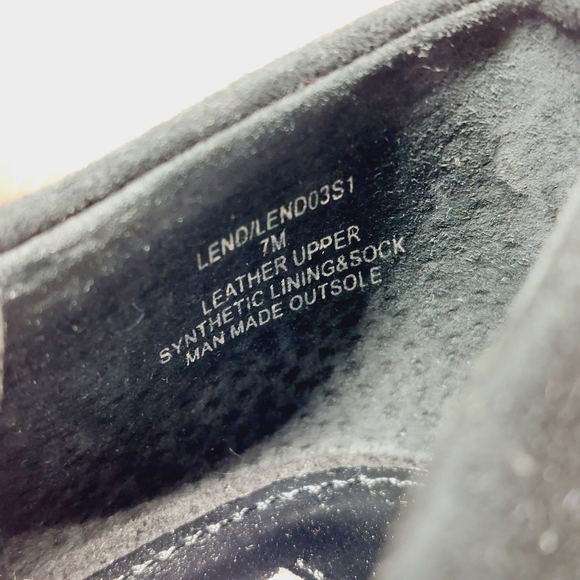 LEND/LEND03S1
7M
LEATHER UPPER
SYNTHETIC LINING&SOCK
MAN MADE OUTSOLE